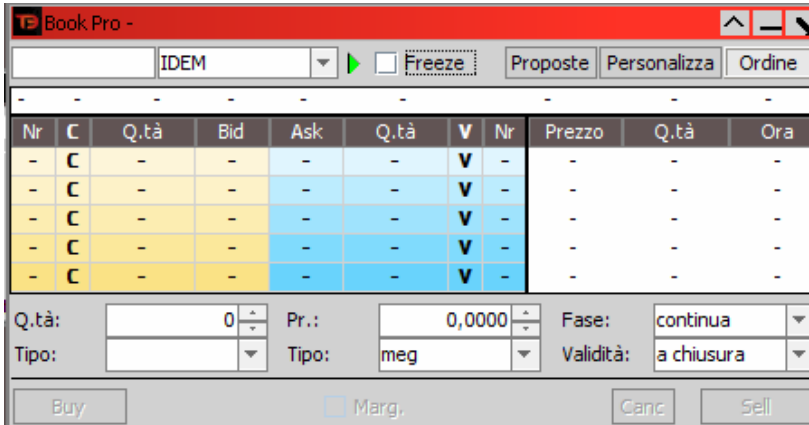 TB Book Pro -
IDEM Freeze Proposte Personalizza Ordine
- - - - - - - - -
Nr C Q.tà Bid Ask Q.tà V Nr Prezzo Q.tà Ora
- C - - - - V - - - -
- C - - - - V - - - -
- C - - - - V - - - -
- C - - - - V - - - -
- C - - - - V - - - -
Q.tà: 0 Pr.: 0,0000 Fase: continua
Tipo: Tipo: meg Validità: a chiusura
Buy Marg. Canc Sell